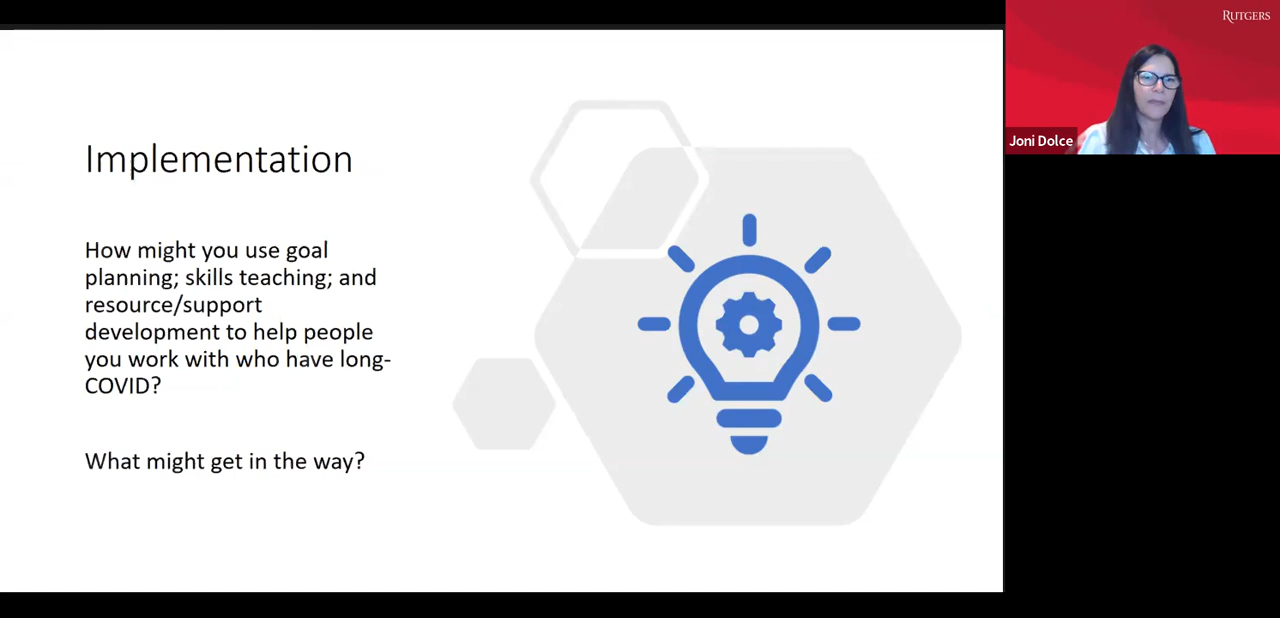 RUTGERS
Joni Dolce
Implementation
How might you use goal
planning; skills teaching; and
resource/support
development to help people
you work with who have long-
COVID?
What might get in the way?